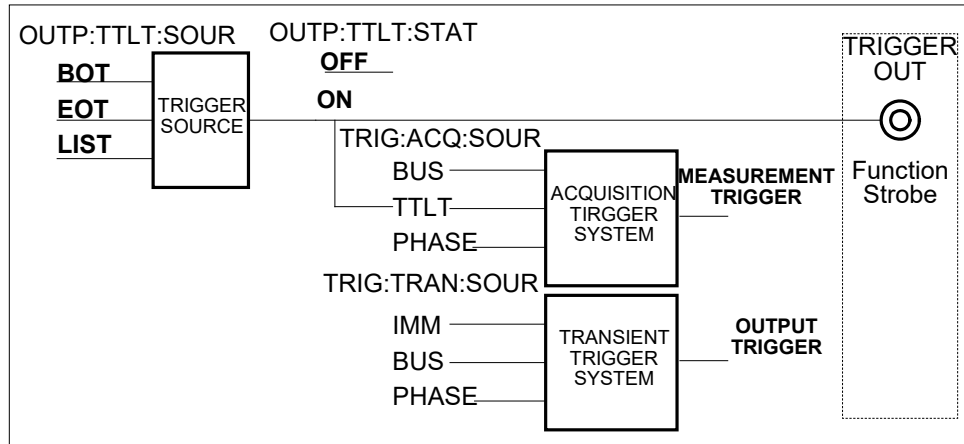 OUTP:TTLT:SOUR
BOT
EOT
LIST
TRIGGER
SOURCE
OUTP:TTLT:STAT
OFF
ON
TRIG:ACQ:SOUR
BUS
TTLT
PHASE
ACQUISITION
TIRGGER
SYSTEM
MEASUREMENT
TRIGGER
TRIG:TRAN:SOUR
IMM
BUS
PHASE
TRANSIENT
TRIGGER
SYSTEM
OUTPUT
TRIGGER
TRIGGER
OUT
Function
Strobe